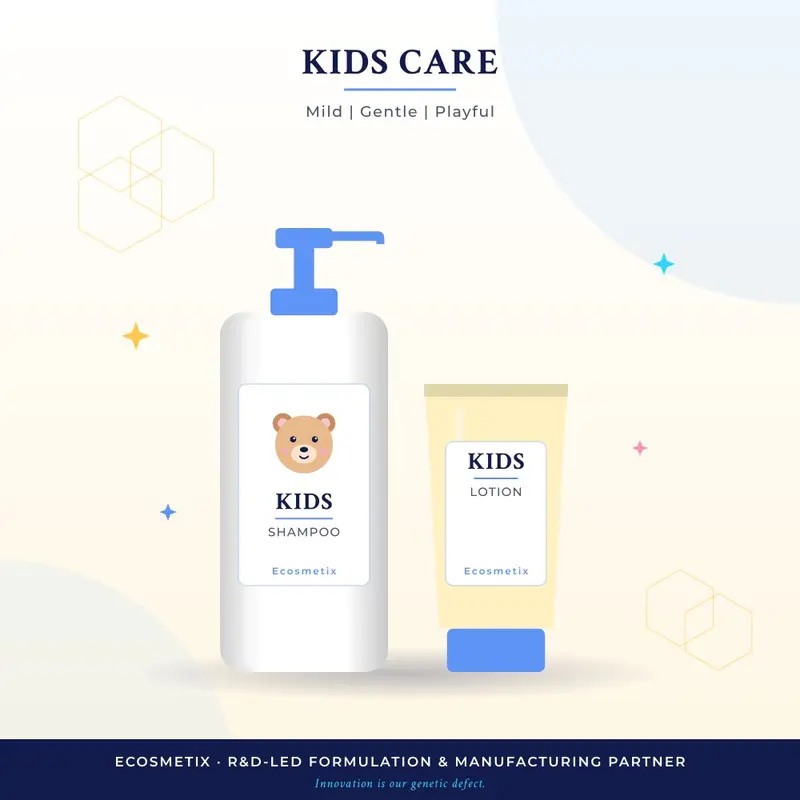 KIDS CARE
Mild | Gentle | Playful
KIDS
SHAMPOO
Ecosmetix
KIDS
LOTION
Ecosmetix
ECOSMETIX · R&D-LED FORMULATION & MANUFACTURING PARTNER
Innovation is our genetic defect.